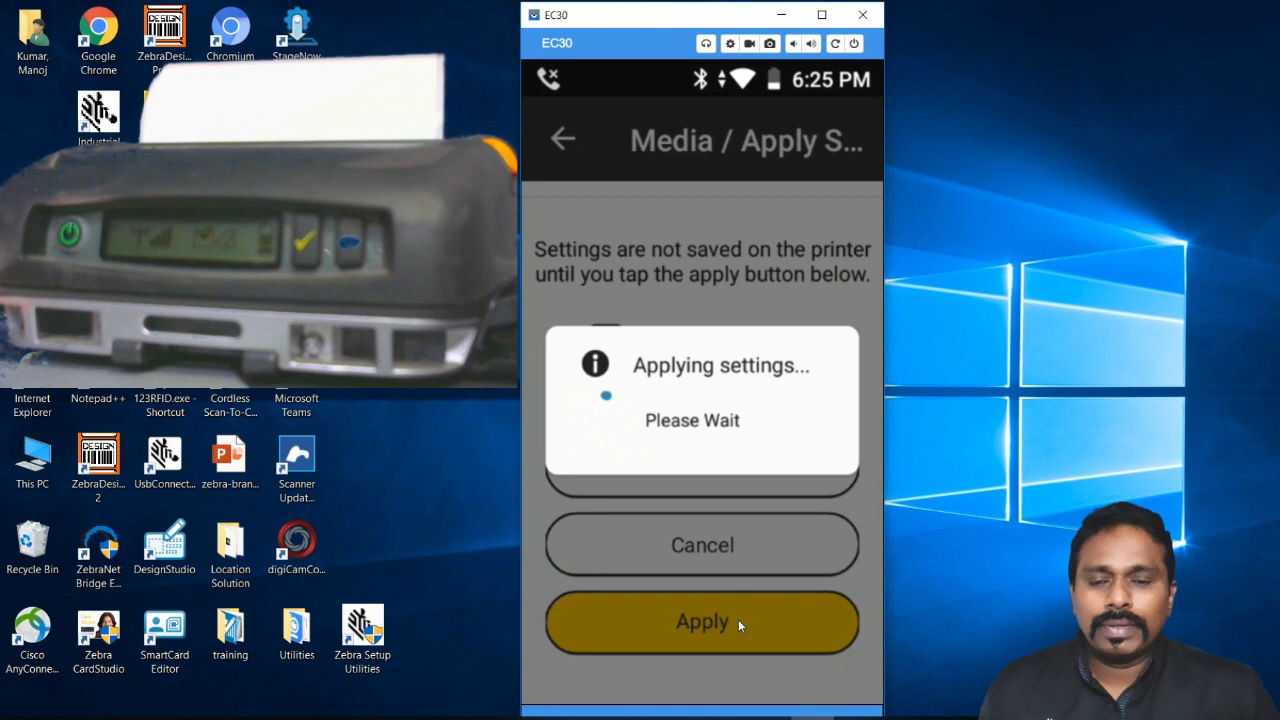 Kumar,
Manoj
Google
Chrome
DESIGN
ZebraDesi...
Chromium
StageNow
Industrial
Internet
Explorer
Notepad++
123RFID.exe -
Shortcut
Cordless
Scan-To-C...
Microsoft
Teams
This PC
DESIGN
ZebraDesi...
2
UsbConnect...
zebra-bran...
Scanner
Updat...
Recycle Bin
ZebraNet
Bridge E...
DesignStudio
Location
Solution
digiCamCo...
Cisco
AnyConne...
Zebra
CardStudio
SmartCard
Editor
training
Utilities
Zebra Setup
Utilities
EC30
EC30
6:25 PM
Media / Apply S...
Settings are not saved on the printer
until you tap the apply button below.
Applying settings...
Please Wait
Cancel
Apply